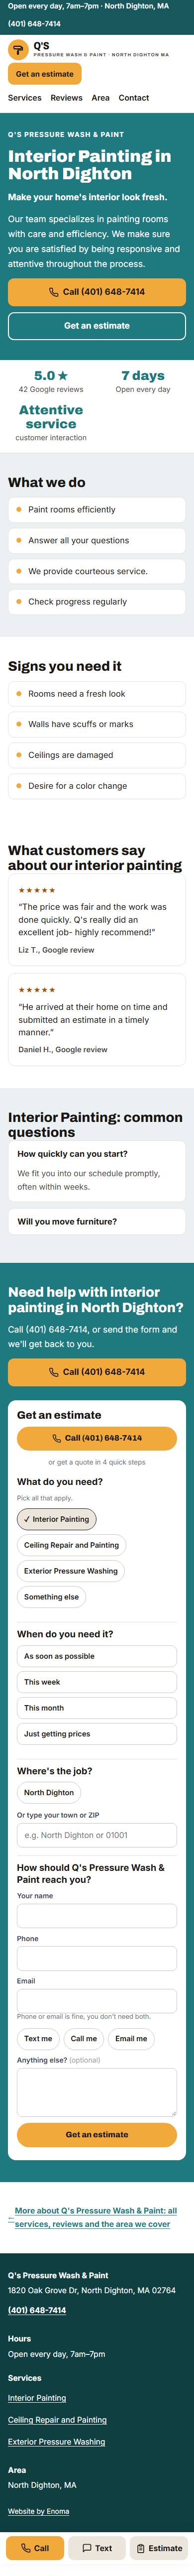 Open every day, 7am–7pm · North Dighton, MA
(401) 648-7414
Q'S
PRESSURE WASH & PAINT · NORTH DIGHTON MA
Get an estimate
Services Reviews Area Contact
Q'S PRESSURE WASH & PAINT
Interior Painting in
North Dighton
Make your home's interior look fresh.
Our team specializes in painting rooms
with care and efficiency. We make sure
you are satisfied by being responsive and
attentive throughout the process.
Call (401) 648-7414
Get an estimate
5.0 ★
42 Google reviews
7 days
Open every day
Attentive
service
customer interaction
What we do
Paint rooms efficiently
Answer all your questions
We provide courteous service.
Check progress regularly
Signs you need it
Rooms need a fresh look
Walls have scuffs or marks
Ceilings are damaged
Desire for a color change
What customers say
about our interior painting
★★★★★
“The price was fair and the work was
done quickly. Q's really did an
excellent job- highly recommend!”
Liz T., Google review
★★★★★
“He arrived at their home on time and
submitted an estimate in a timely
manner.”
Daniel H., Google review
Interior Painting: common
questions
How quickly can you start?
We fit you into our schedule promptly,
often within weeks.
Will you move furniture?
Need help with interior
painting in North Dighton?
Call (401) 648-7414, or send the form and
we'll get back to you.
Call (401) 648-7414
Get an estimate
Call (401) 648-7414
or get a quote in 4 quick steps
What do you need?
Pick all that apply.
✓ Interior Painting
Ceiling Repair and Painting
Exterior Pressure Washing
Something else
When do you need it?
As soon as possible
This week
This month
Just getting prices
Where's the job?
North Dighton
Or type your town or ZIP
e.g. North Dighton or 01001
How should Q's Pressure Wash &
Paint reach you?
Your name
Phone
Email
Phone or email is fine, you don't need both.
Text me Call me Email me
Anything else? (optional)
Get an estimate
← More about Q's Pressure Wash & Paint: all
services, reviews and the area we cover
Q's Pressure Wash & Paint
1820 Oak Grove Dr, North Dighton, MA 02764
(401) 648-7414
Hours
Open every day, 7am–7pm
Services
Interior Painting
Ceiling Repair and Painting
Exterior Pressure Washing
Area
North Dighton, MA
Website by Enoma
Call Text Estimate